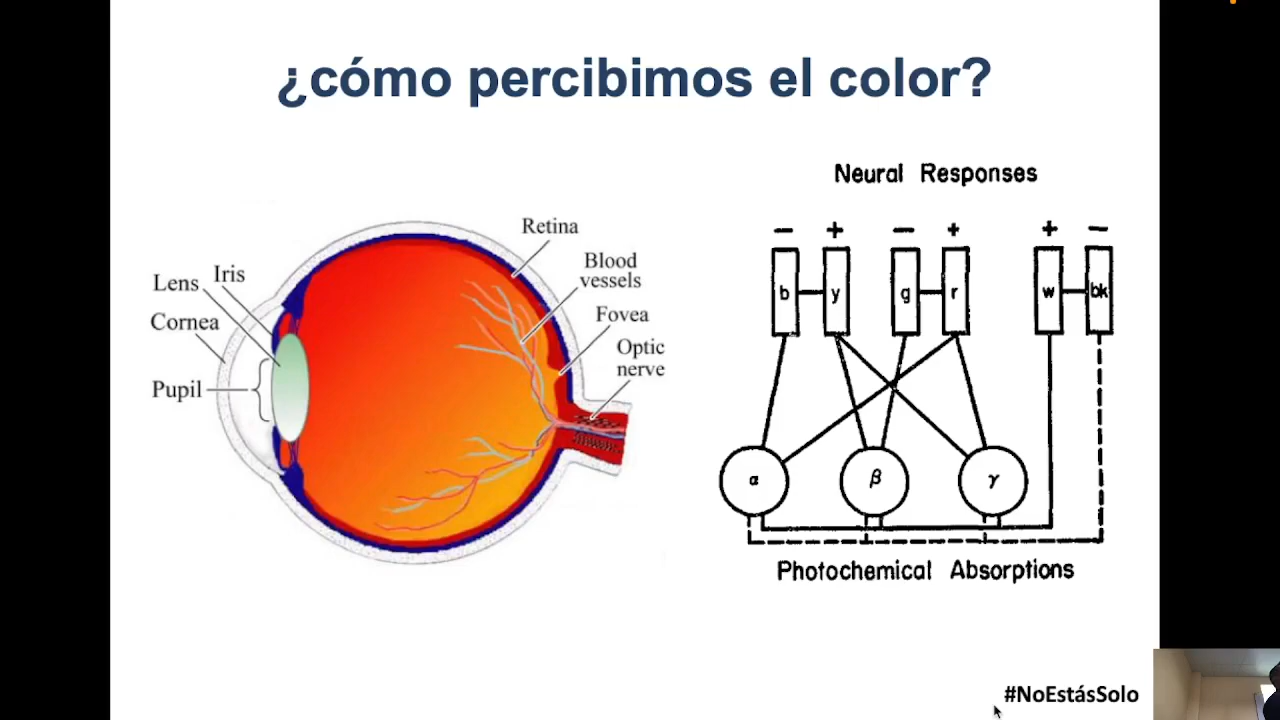 ¿cómo percibimos el color?
Retina
Blood
vessels
Fovea
Optic
nerve
Lens
Iris
Cornea
Pupil
Neural Responses
− + − + + −
b y g r w bk
α β γ
Photochemical Absorptions
#NoEstásSolo